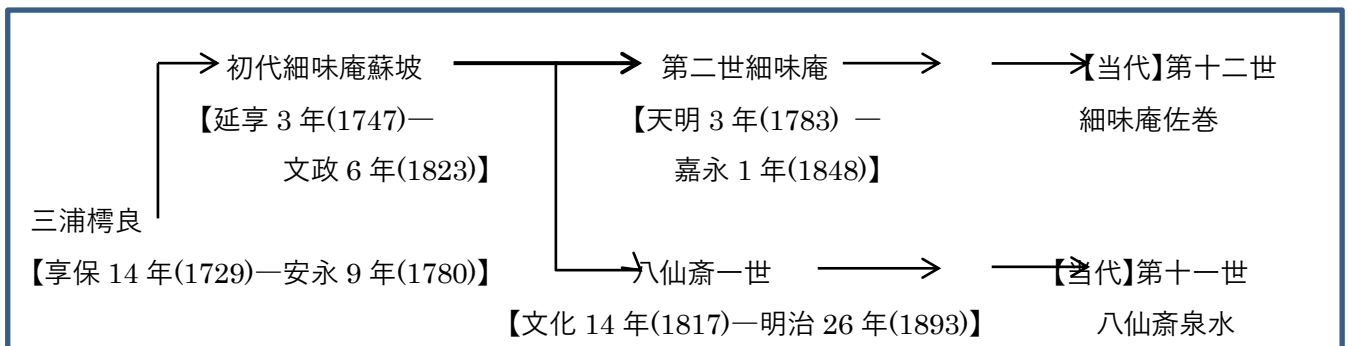 初代細味庵蘇坡 第二世細味庵 【当代】第十二世
【延享 3 年(1747)― 【天明 3 年(1783) ― 細味庵佐巻
文政 6 年(1823)】 嘉永 1 年(1848)】
三浦樗良
【享保 14 年(1729)―安永 9 年(1780)】 八仙斎一世 【当代】第十一世
【文化 14 年(1817)―明治 26 年(1893)】 八仙斎泉水